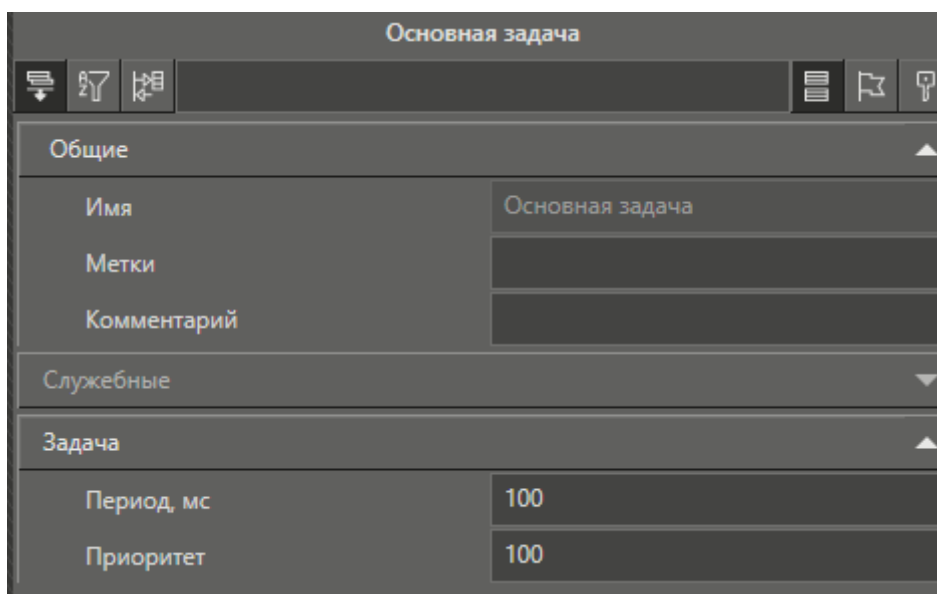 Основная задача
Общие
Имя Основная задача
Метки
Комментарий
Служебные
Задача
Период, мс 100
Приоритет 100